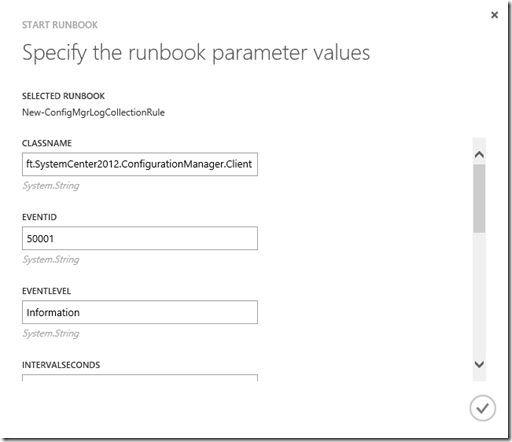 START RUNBOOK
Specify the runbook parameter values
SELECTED RUNBOOK
New-ConfigMgrLogCollectionRule
CLASSNAME
ft.SystemCenter2012.ConfigurationManager.Client
System.String
EVENTID
50001
System.String
EVENTLEVEL
Information
System.String
INTERVALSECONDS